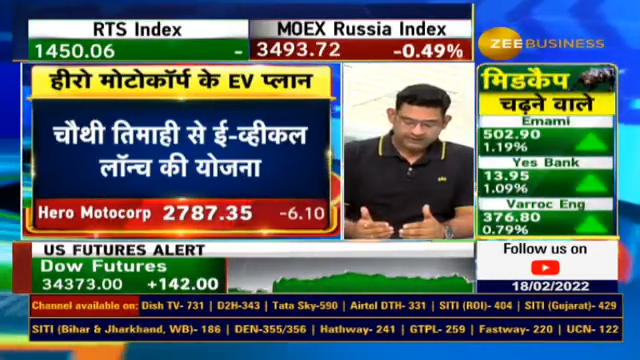 RTS Index
1450.06 -
MOEX Russia Index
3493.72 -0.49%
ZEE BUSINESS
हीरो मोटोकॉर्प के EV प्लान
चौथी तिमाही से ई-व्हीकल
लॉन्च की योजना
Hero Motocorp 2787.35 -6.10
मिडकैप
चढ़ने वाले
Emami
502.90
1.19%
Yes Bank
13.95
1.09%
Varroc Eng
376.80
0.79%
US FUTURES ALERT
Dow Futures
34373.00 +142.00
Follow us on
18/02/2022
Channel available on: Dish TV- 731 | D2H-343 | Tata Sky-590 | Airtel DTH- 331 | SITI (ROI)- 404 | SITI (Gujarat)- 429
SITI (Bihar & Jharkhand, WB)- 186 | DEN-355/356 | Hathway- 241 | GTPL- 259 | Fastway- 220 | UCN- 122